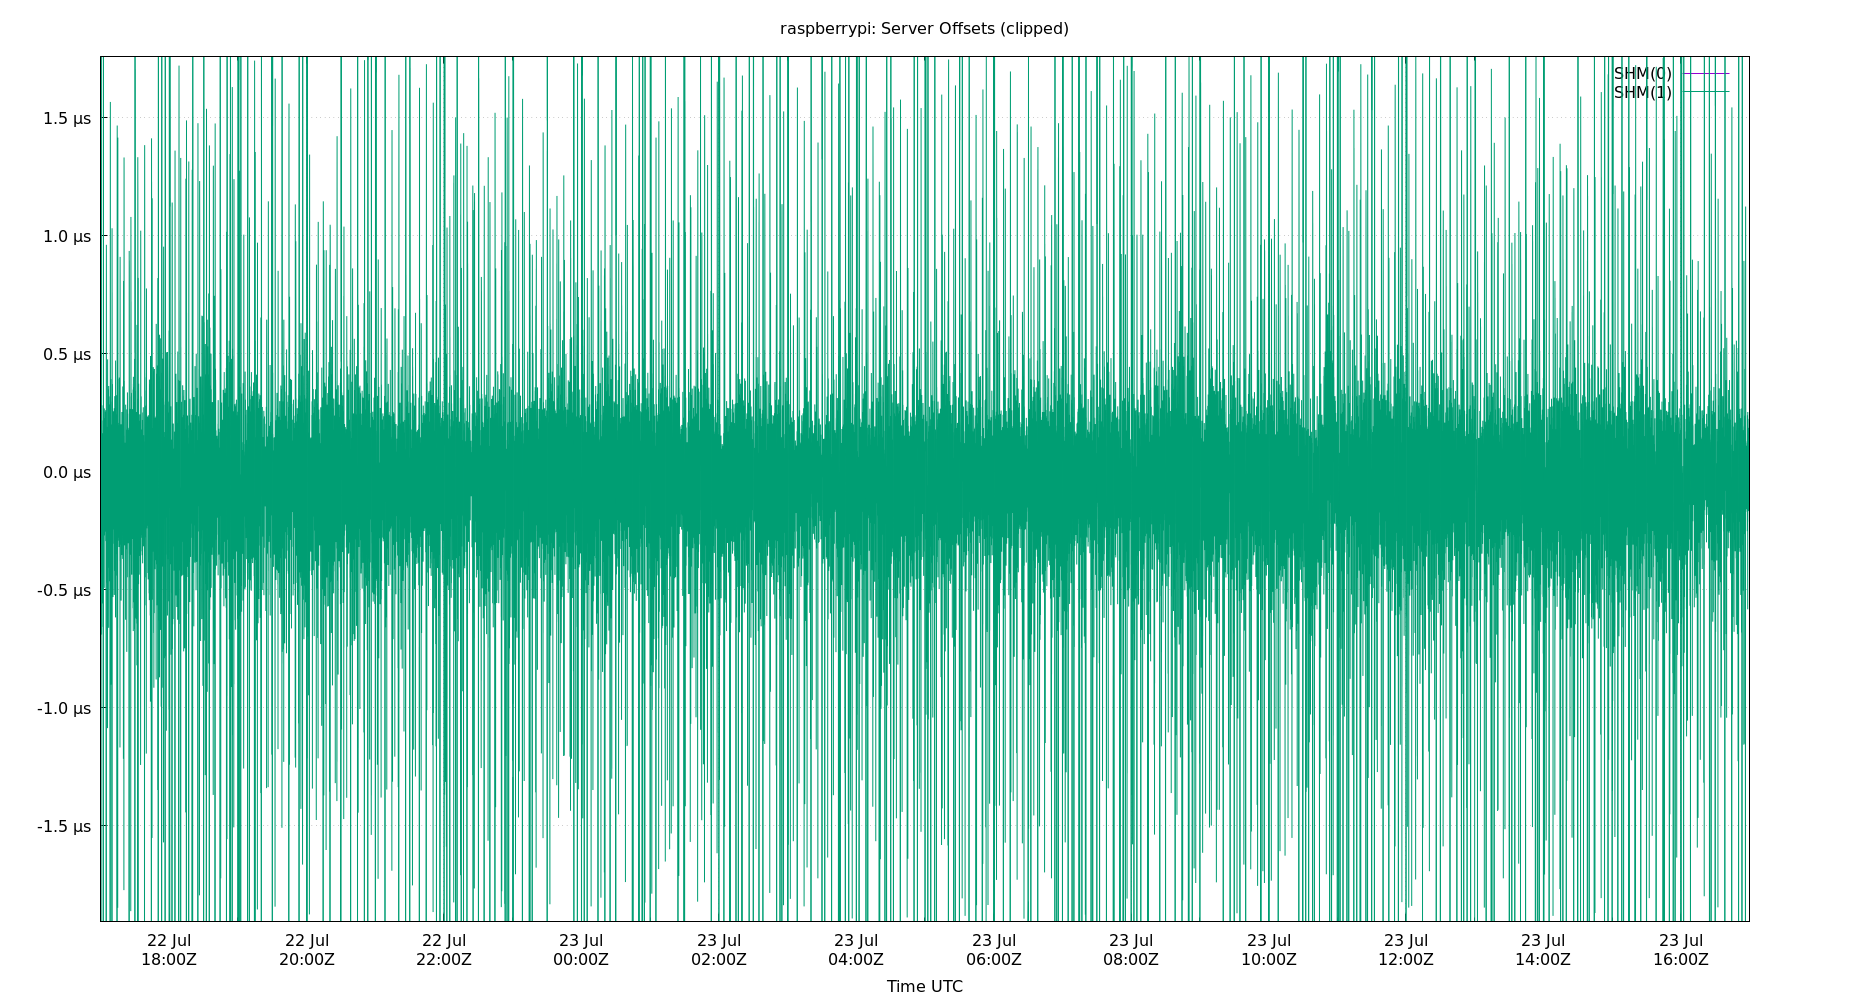 raspberrypi: Server Offsets (clipped)
SHM(0)
SHM(1)
1.5 µs
1.0 µs
0.5 µs
0.0 µs
-0.5 µs
-1.0 µs
-1.5 µs
22 Jul 22 Jul 22 Jul 23 Jul 23 Jul 23 Jul 23 Jul 23 Jul 23 Jul 23 Jul 23 Jul 23 Jul
18:00Z 20:00Z 22:00Z 00:00Z 02:00Z 04:00Z 06:00Z 08:00Z 10:00Z 12:00Z 14:00Z 16:00Z
Time UTC